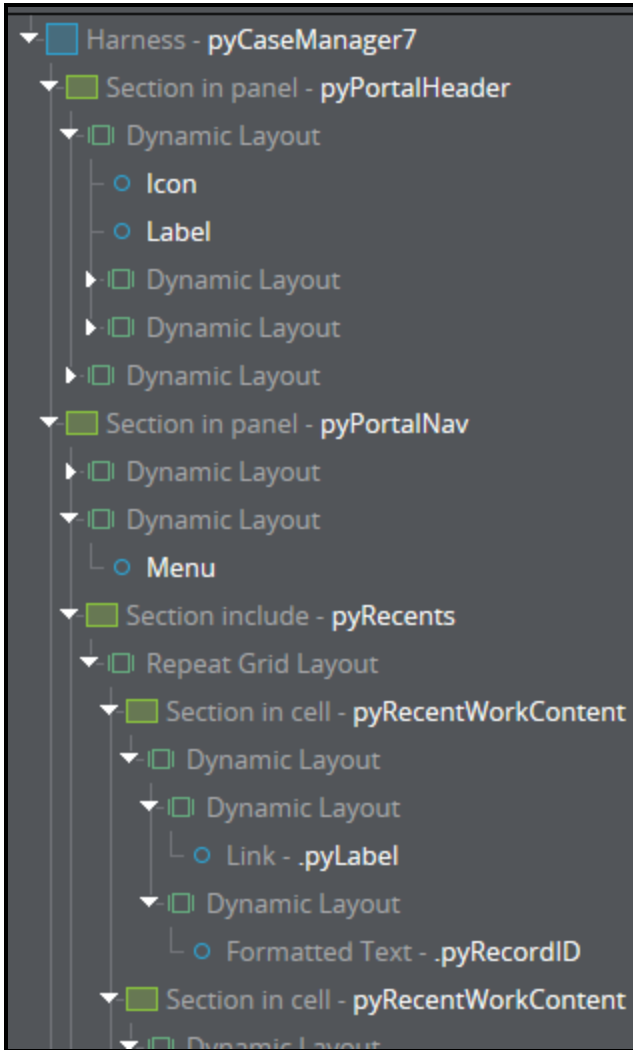 Harness - pyCaseManager7
Section in panel - pyPortalHeader
Dynamic Layout
Icon
Label
Dynamic Layout
Dynamic Layout
Dynamic Layout
Section in panel - pyPortalNav
Dynamic Layout
Dynamic Layout
Menu
Section include - pyRecents
Repeat Grid Layout
Section in cell - pyRecentWorkContent
Dynamic Layout
Dynamic Layout
Link - .pyLabel
Dynamic Layout
Formatted Text - .pyRecordID
Section in cell - pyRecentWorkContent
Dynamic Layout